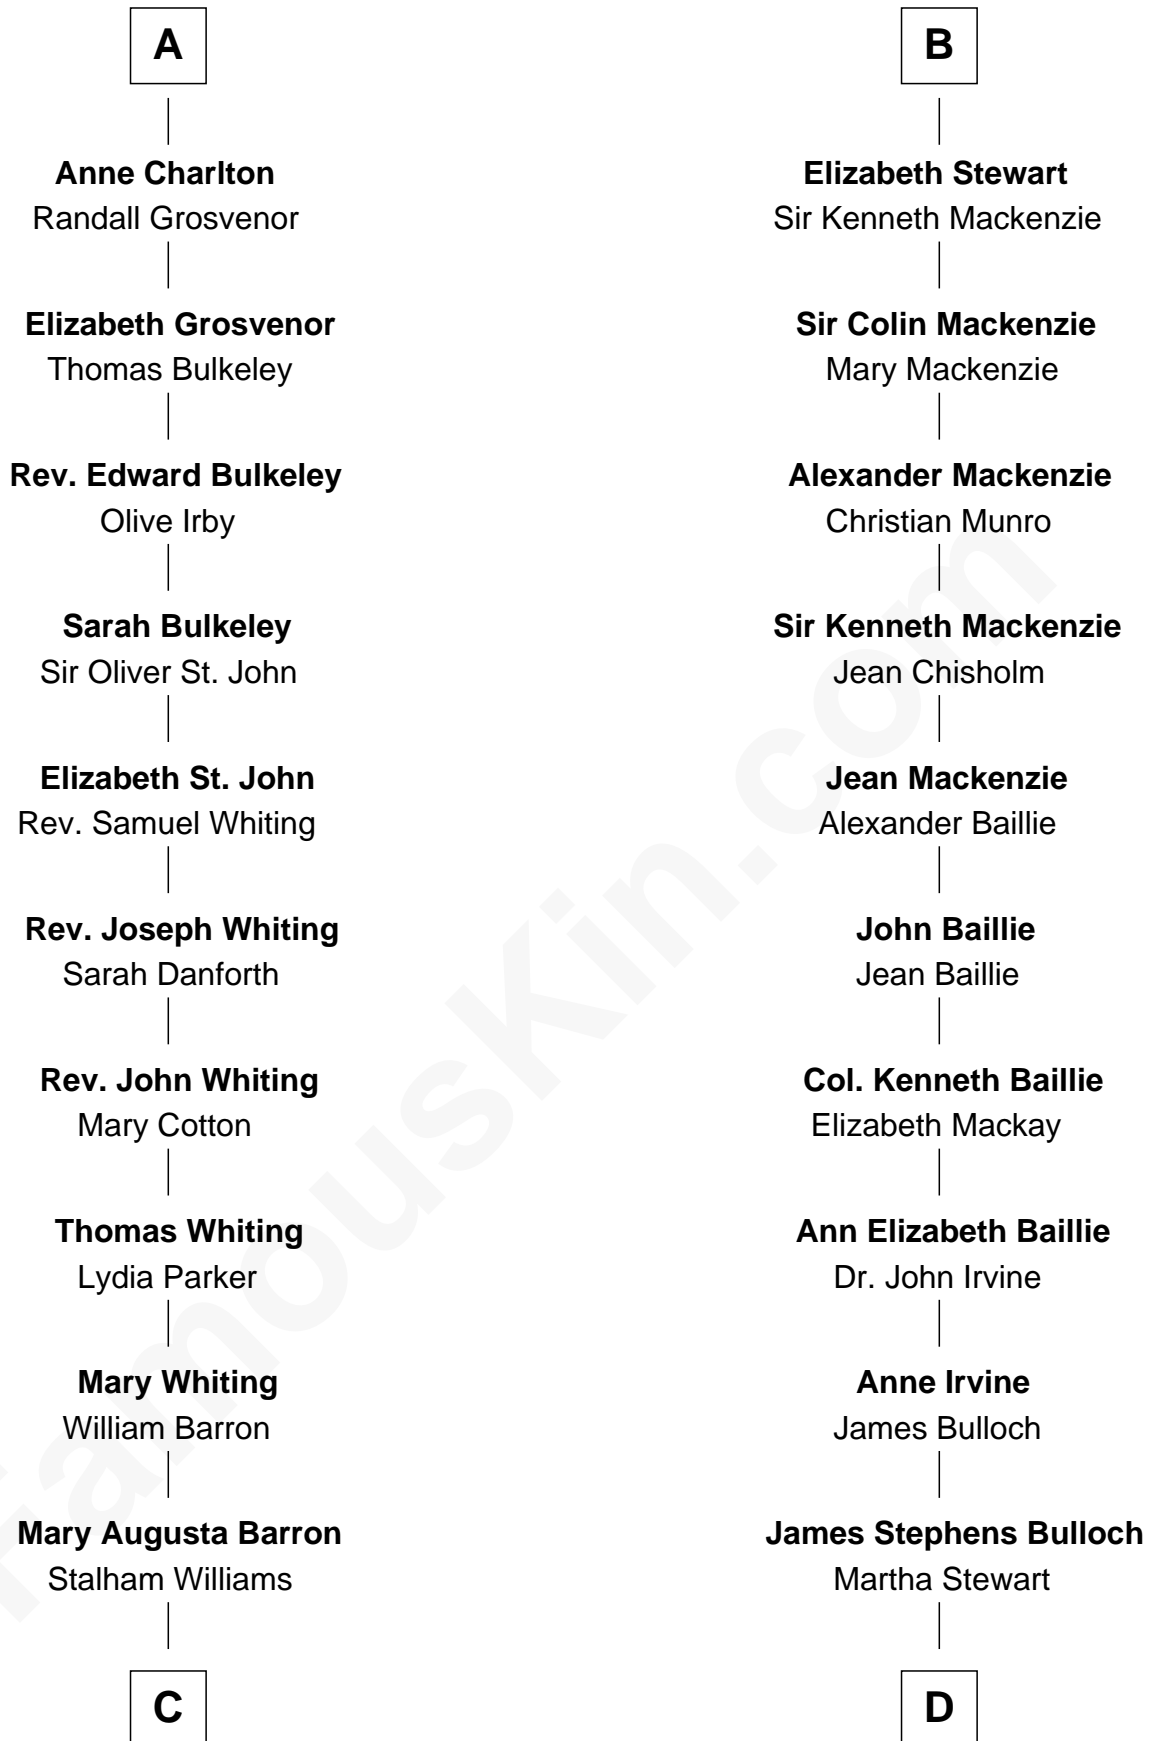 A
Anne Charlton
Randall Grosvenor
Elizabeth Grosvenor
Thomas Bulkeley
Rev. Edward Bulkeley
Olive Irby
Sarah Bulkeley
Sir Oliver St. John
Elizabeth St. John
Rev. Samuel Whiting
Rev. Joseph Whiting
Sarah Danforth
Rev. John Whiting
Mary Cotton
Thomas Whiting
Lydia Parker
Mary Whiting
William Barron
Mary Augusta Barron
Stalham Williams
C
B
Elizabeth Stewart
Sir Kenneth Mackenzie
Sir Colin Mackenzie
Mary Mackenzie
Alexander Mackenzie
Christian Munro
Sir Kenneth Mackenzie
Jean Chisholm
Jean Mackenzie
Alexander Baillie
John Baillie
Jean Baillie
Col. Kenneth Baillie
Elizabeth Mackay
Ann Elizabeth Baillie
Dr. John Irvine
Anne Irvine
James Bulloch
James Stephens Bulloch
Martha Stewart
D
FamousKin.com